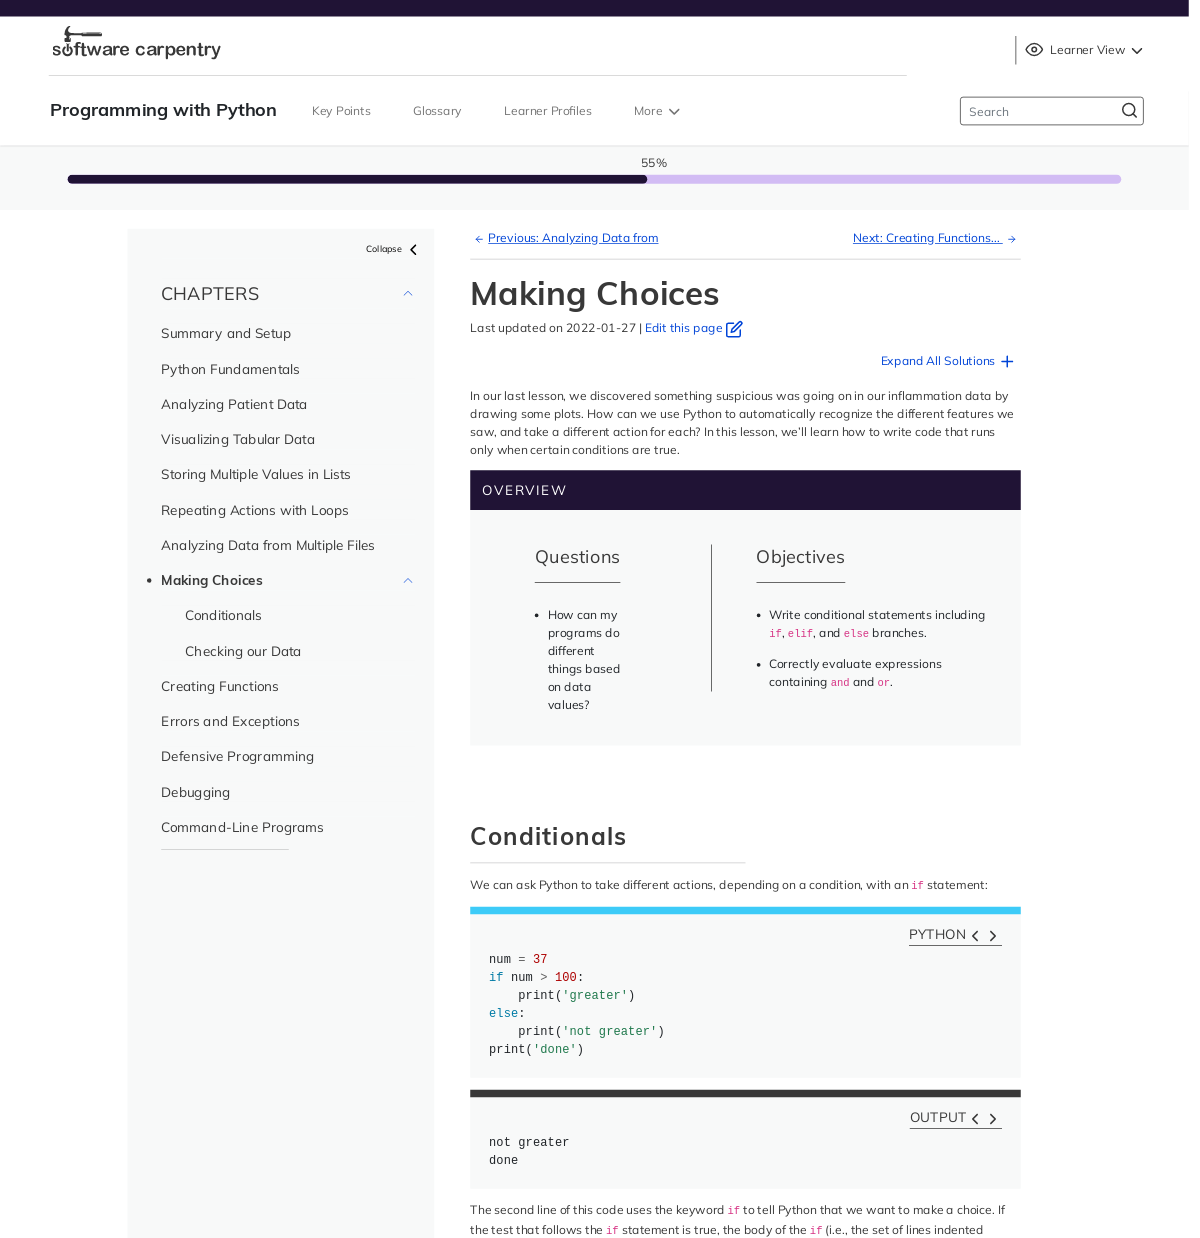 software carpentry
Learner View
Programming with Python
Key Points
Glossary
Learner Profiles
More
Search
55%
Collapse
CHAPTERS
Summary and Setup
Python Fundamentals
Analyzing Patient Data
Visualizing Tabular Data
Storing Multiple Values in Lists
Repeating Actions with Loops
Analyzing Data from Multiple Files
Making Choices
Conditionals
Checking our Data
Creating Functions
Errors and Exceptions
Defensive Programming
Debugging
Command-Line Programs
Previous: Analyzing Data from
Next: Creating Functions...
Making Choices
Last updated on 2022-01-27 | Edit this page
Expand All Solutions
In our last lesson, we discovered something suspicious was going on in our inflammation data by
drawing some plots. How can we use Python to automatically recognize the different features we
saw, and take a different action for each? In this lesson, we’ll learn how to write code that runs
only when certain conditions are true.
OVERVIEW
Questions
How can my
programs do
different
things based
on data
values?
Objectives
Write conditional statements including
if, elif, and else branches.
Correctly evaluate expressions
containing and and or.
Conditionals
We can ask Python to take different actions, depending on a condition, with an if statement:
PYTHON
num = 37
if num > 100:
    print('greater')
else:
    print('not greater')
print('done')
OUTPUT
not greater
done
The second line of this code uses the keyword if to tell Python that we want to make a choice. If
the test that follows the if statement is true, the body of the if (i.e., the set of lines indented